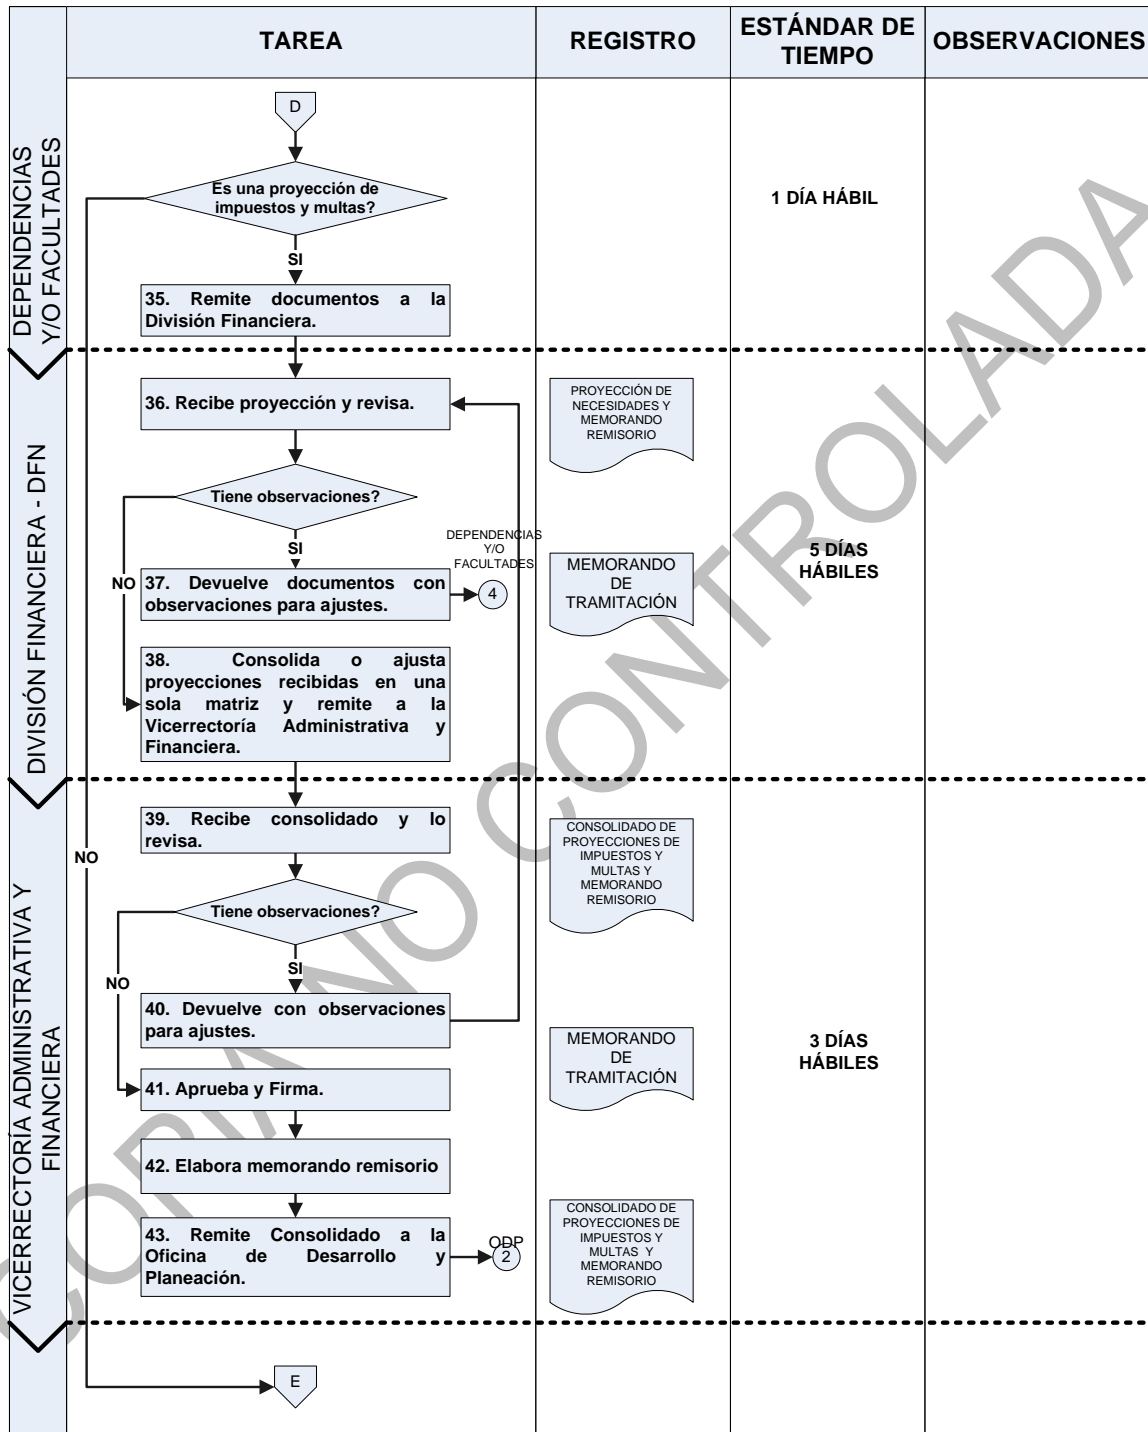 TAREA
REGISTRO
ESTÁNDAR DE
TIEMPO
OBSERVACIONES
DEPENDENCIAS
Y/O FACULTADES
D
Es una proyección de
impuestos y multas?
1 DÍA HÁBIL
SI
35. Remite documentos a la
División Financiera.
DIVISIÓN FINANCIERA - DFN
36. Recibe proyección y revisa.
PROYECCIÓN DE
NECESIDADES Y
MEMORANDO
REMISORIO
Tiene observaciones?
SI
NO
DEPENDENCIAS
Y/O
FACULTADES
37. Devuelve documentos con
observaciones para ajustes.
4
MEMORANDO
DE
TRAMITACIÓN
5 DÍAS
HÁBILES
38. Consolida o ajusta
proyecciones recibidas en una
sola matriz y remite a la
Vicerrectoría Administrativa y
Financiera.
VICERRECTORÍA ADMINISTRATIVA Y
FINANCIERA
39. Recibe consolidado y lo
revisa.
CONSOLIDADO DE
PROYECCIONES DE
IMPUESTOS Y
MULTAS Y
MEMORANDO
REMISORIO
NO
Tiene observaciones?
SI
NO
40. Devuelve con observaciones
para ajustes.
MEMORANDO
DE
TRAMITACIÓN
3 DÍAS
HÁBILES
41. Aprueba y Firma.
42. Elabora memorando remisorio
43. Remite Consolidado a la
Oficina de Desarrollo y
Planeación.
ODP
2
CONSOLIDADO DE
PROYECCIONES DE
IMPUESTOS Y
MULTAS Y
MEMORANDO
REMISORIO
E
COPIA NO CONTROLADA